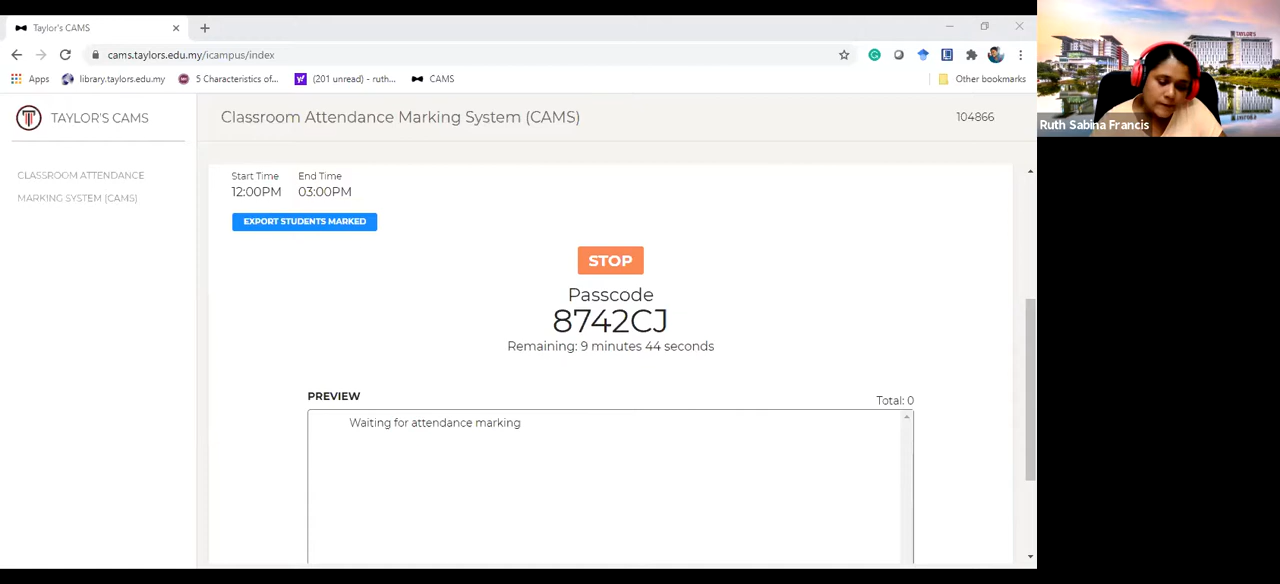 Taylor's CAMS
cams.taylors.edu.my/icampus/index
Apps library.taylors.edu.my 5 Characteristics of... (201 unread) - ruth... CAMS Other bookmarks
TAYLOR'S CAMS
Classroom Attendance Marking System (CAMS) 104866
CLASSROOM ATTENDANCE
MARKING SYSTEM (CAMS)
Start Time End Time
12:00PM 03:00PM
EXPORT STUDENTS MARKED
STOP
Passcode
8742CJ
Remaining: 9 minutes 44 seconds
PREVIEW Total: 0
Waiting for attendance marking
TAYLOR'S
Ruth Sabina Francis